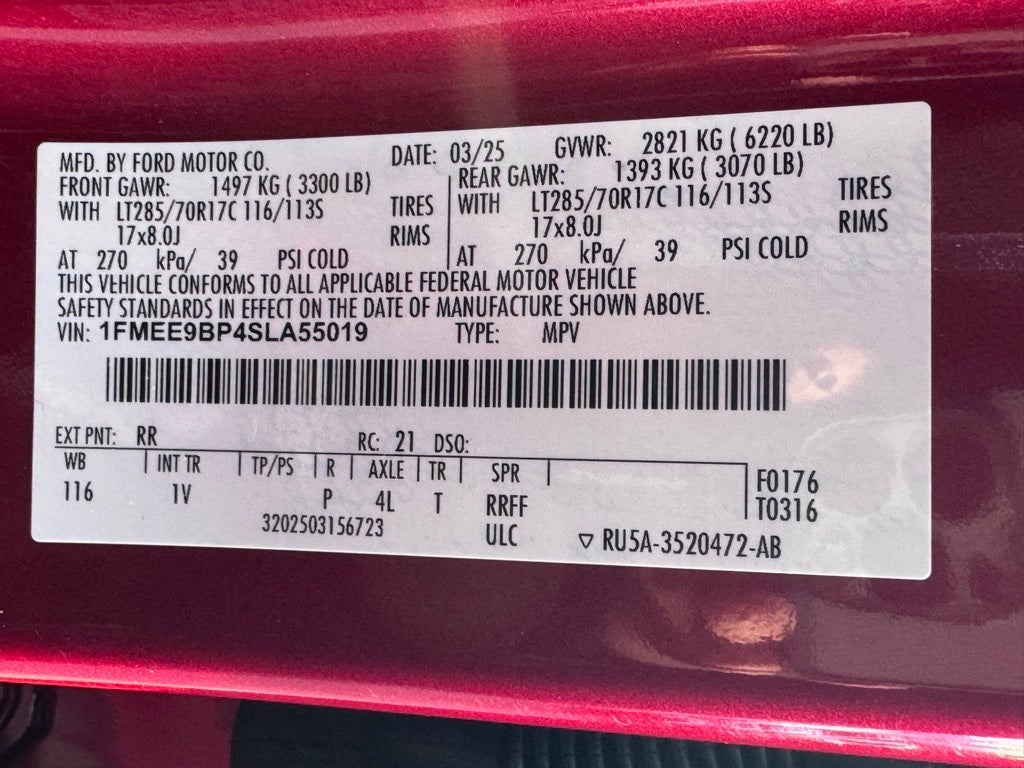 MFD. BY FORD MOTOR CO. DATE: 03/25 GVWR: 2821 KG ( 6220 LB)
FRONT GAWR: 1497 KG ( 3300 LB) REAR GAWR: 1393 KG ( 3070 LB)
WITH LT285/70R17C 116/113S TIRES WITH LT285/70R17C 116/113S TIRES
17x8.0J RIMS 17x8.0J RIMS
AT 270 kPa/ 39 PSI COLD AT 270 kPa/ 39 PSI COLD
THIS VEHICLE CONFORMS TO ALL APPLICABLE FEDERAL MOTOR VEHICLE
SAFETY STANDARDS IN EFFECT ON THE DATE OF MANUFACTURE SHOWN ABOVE.
VIN: 1FMEE9BP4SLA55019 TYPE: MPV
EXT PNT: RR RC: 21 DSO:
WB INT TR TP/PS R AXLE TR SPR F0176
116 1V P 4L T RRFF T0316
3202503156723 ULC RU5A-3520472-AB